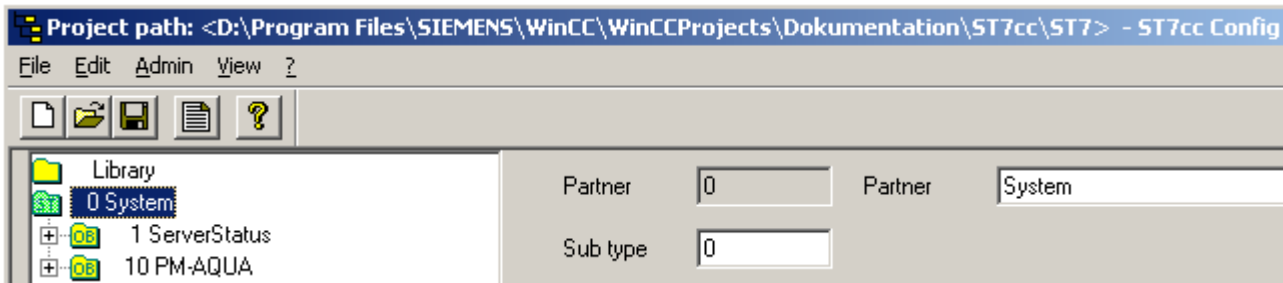 Project path: <D:\Program Files\SIEMENS\WinCC\WinCCProjects\Dokumentation\ST7cc\ST7> - ST7cc Config
File Edit Admin View ?
Library
0 System
1 ServerStatus
10 PM-AQUA
Partner 0 Partner System
Sub type 0